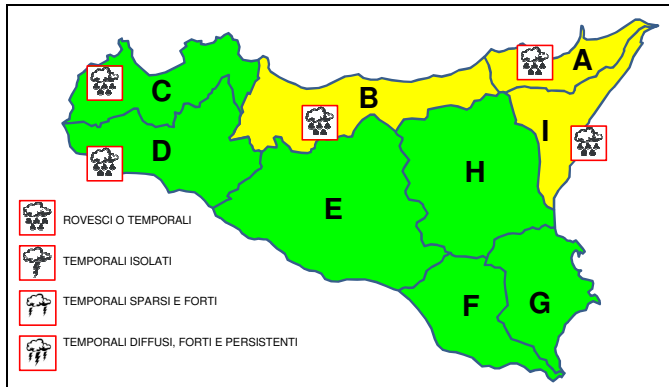 A
B
C
I
D
H
E
F
G
ROVESCI O TEMPORALI
TEMPORALI ISOLATI
TEMPORALI SPARSI E FORTI
TEMPORALI DIFFUSI, FORTI E PERSISTENTI